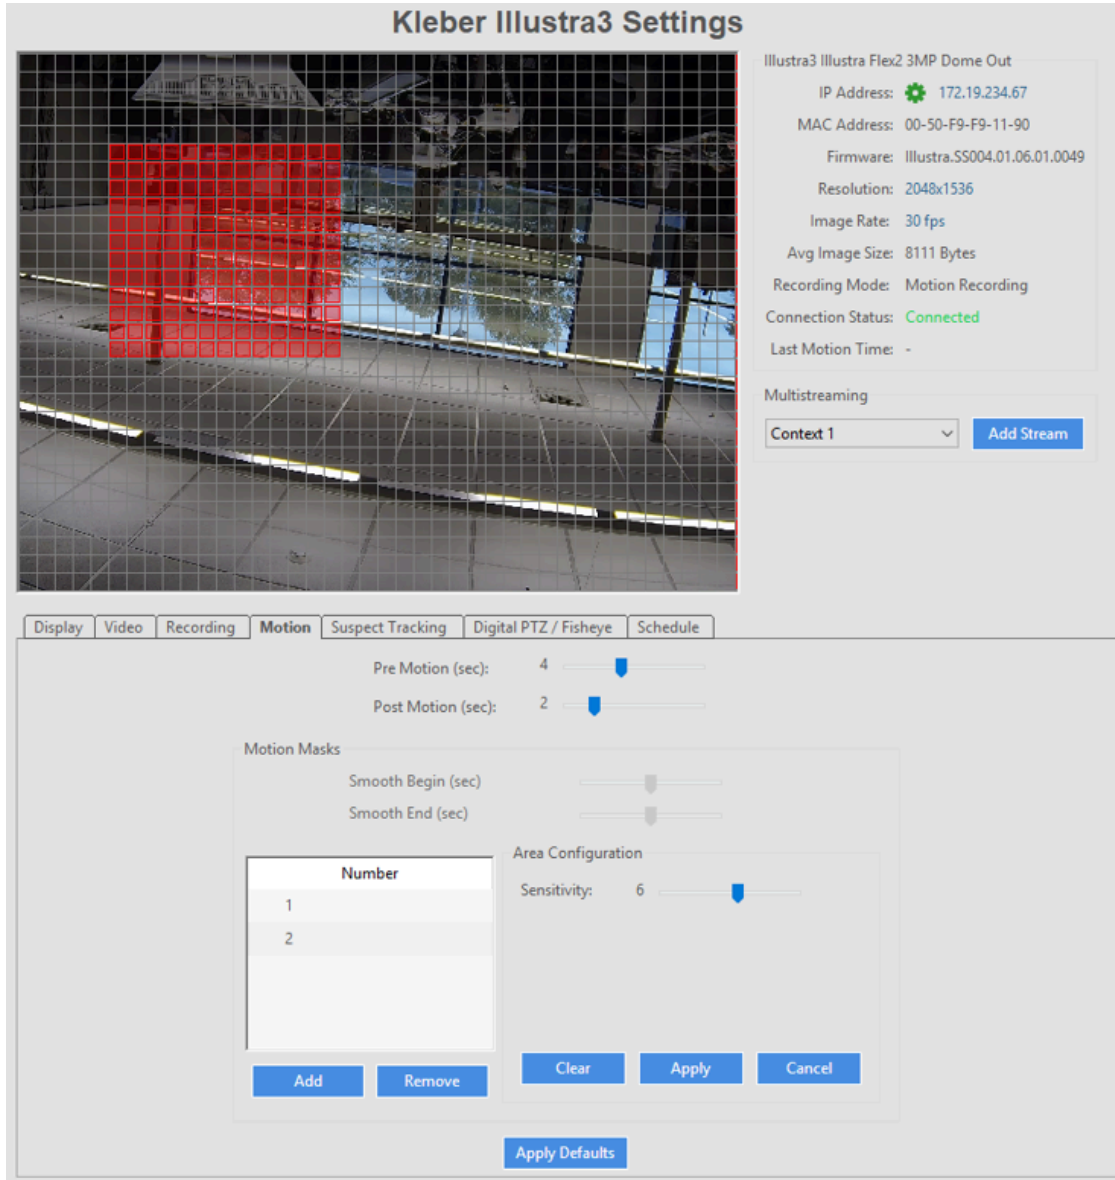 Kleber Illustra3 Settings
Illustra3 Illustra Flex2 3MP Dome Out
IP Address: 172.19.234.67
MAC Address: 00-50-F9-F9-11-90
Firmware: Illustra.SS004.01.06.01.0049
Resolution: 2048x1536
Image Rate: 30 fps
Avg Image Size: 8111 Bytes
Recording Mode: Motion Recording
Connection Status: Connected
Last Motion Time: -
Multistreaming
Context 1 Add Stream
Display Video Recording Motion Suspect Tracking Digital PTZ / Fisheye Schedule
Pre Motion (sec): 4
Post Motion (sec): 2
Motion Masks
Smooth Begin (sec)
Smooth End (sec)
Area Configuration
Number
Sensitivity: 6
1
2
Clear Apply Cancel
Add Remove
Apply Defaults